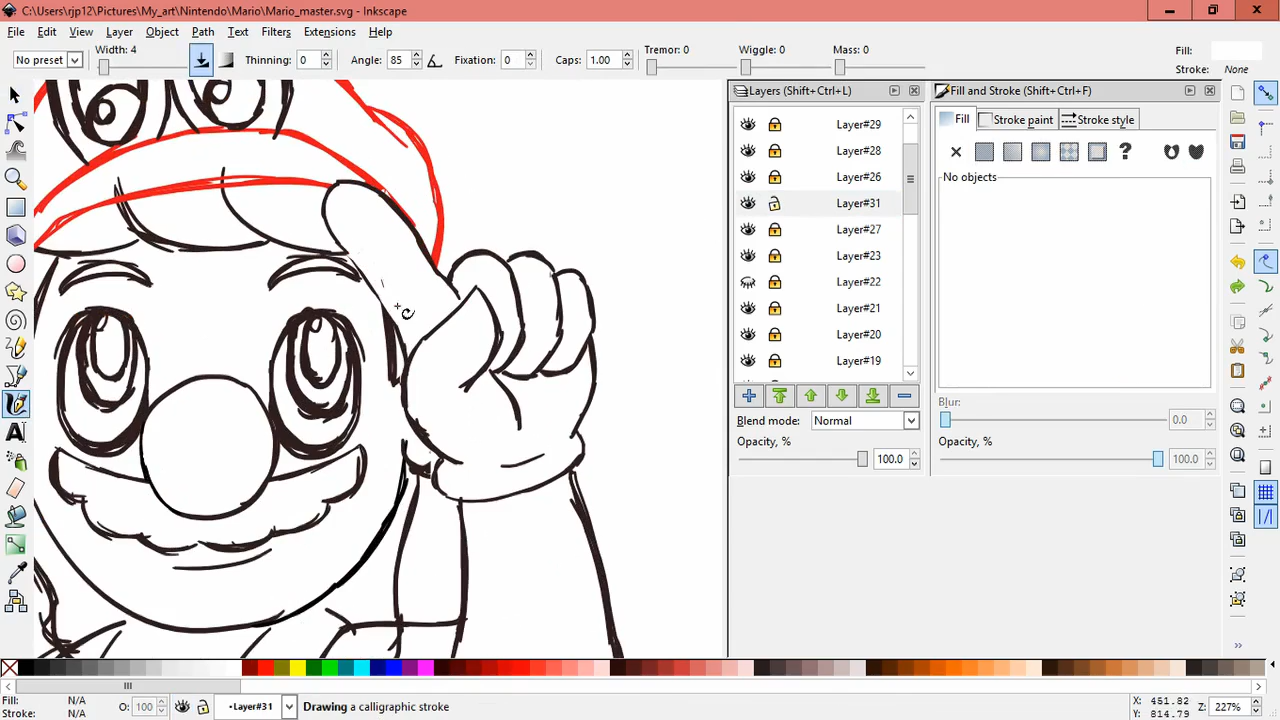 C:\Users\rjp12\Pictures\My_art\Nintendo\Mario\Mario_master.svg - Inkscape
File Edit View Layer Object Path Text Filters Extensions Help
No preset Width: 4 Thinning: 0 Angle: 85 Fixation: 0 Caps: 1.00 Tremor: 0 Wiggle: 0 Mass: 0 Fill: Stroke: None
Layers (Shift+Ctrl+L)
Layer#29
Layer#28
Layer#26
Layer#31
Layer#27
Layer#23
Layer#22
Layer#21
Layer#20
Layer#19
Blend mode: Normal
Opacity, % 100.0
Fill and Stroke (Shift+Ctrl+F)
Fill Stroke paint Stroke style
?
No objects
Blur: 0.0
Opacity, % 100.0
Fill: N/A
Stroke: N/A
O: 100
•Layer#31
Drawing a calligraphic stroke
X: 451.82
Y: 814.79
Z: 227%